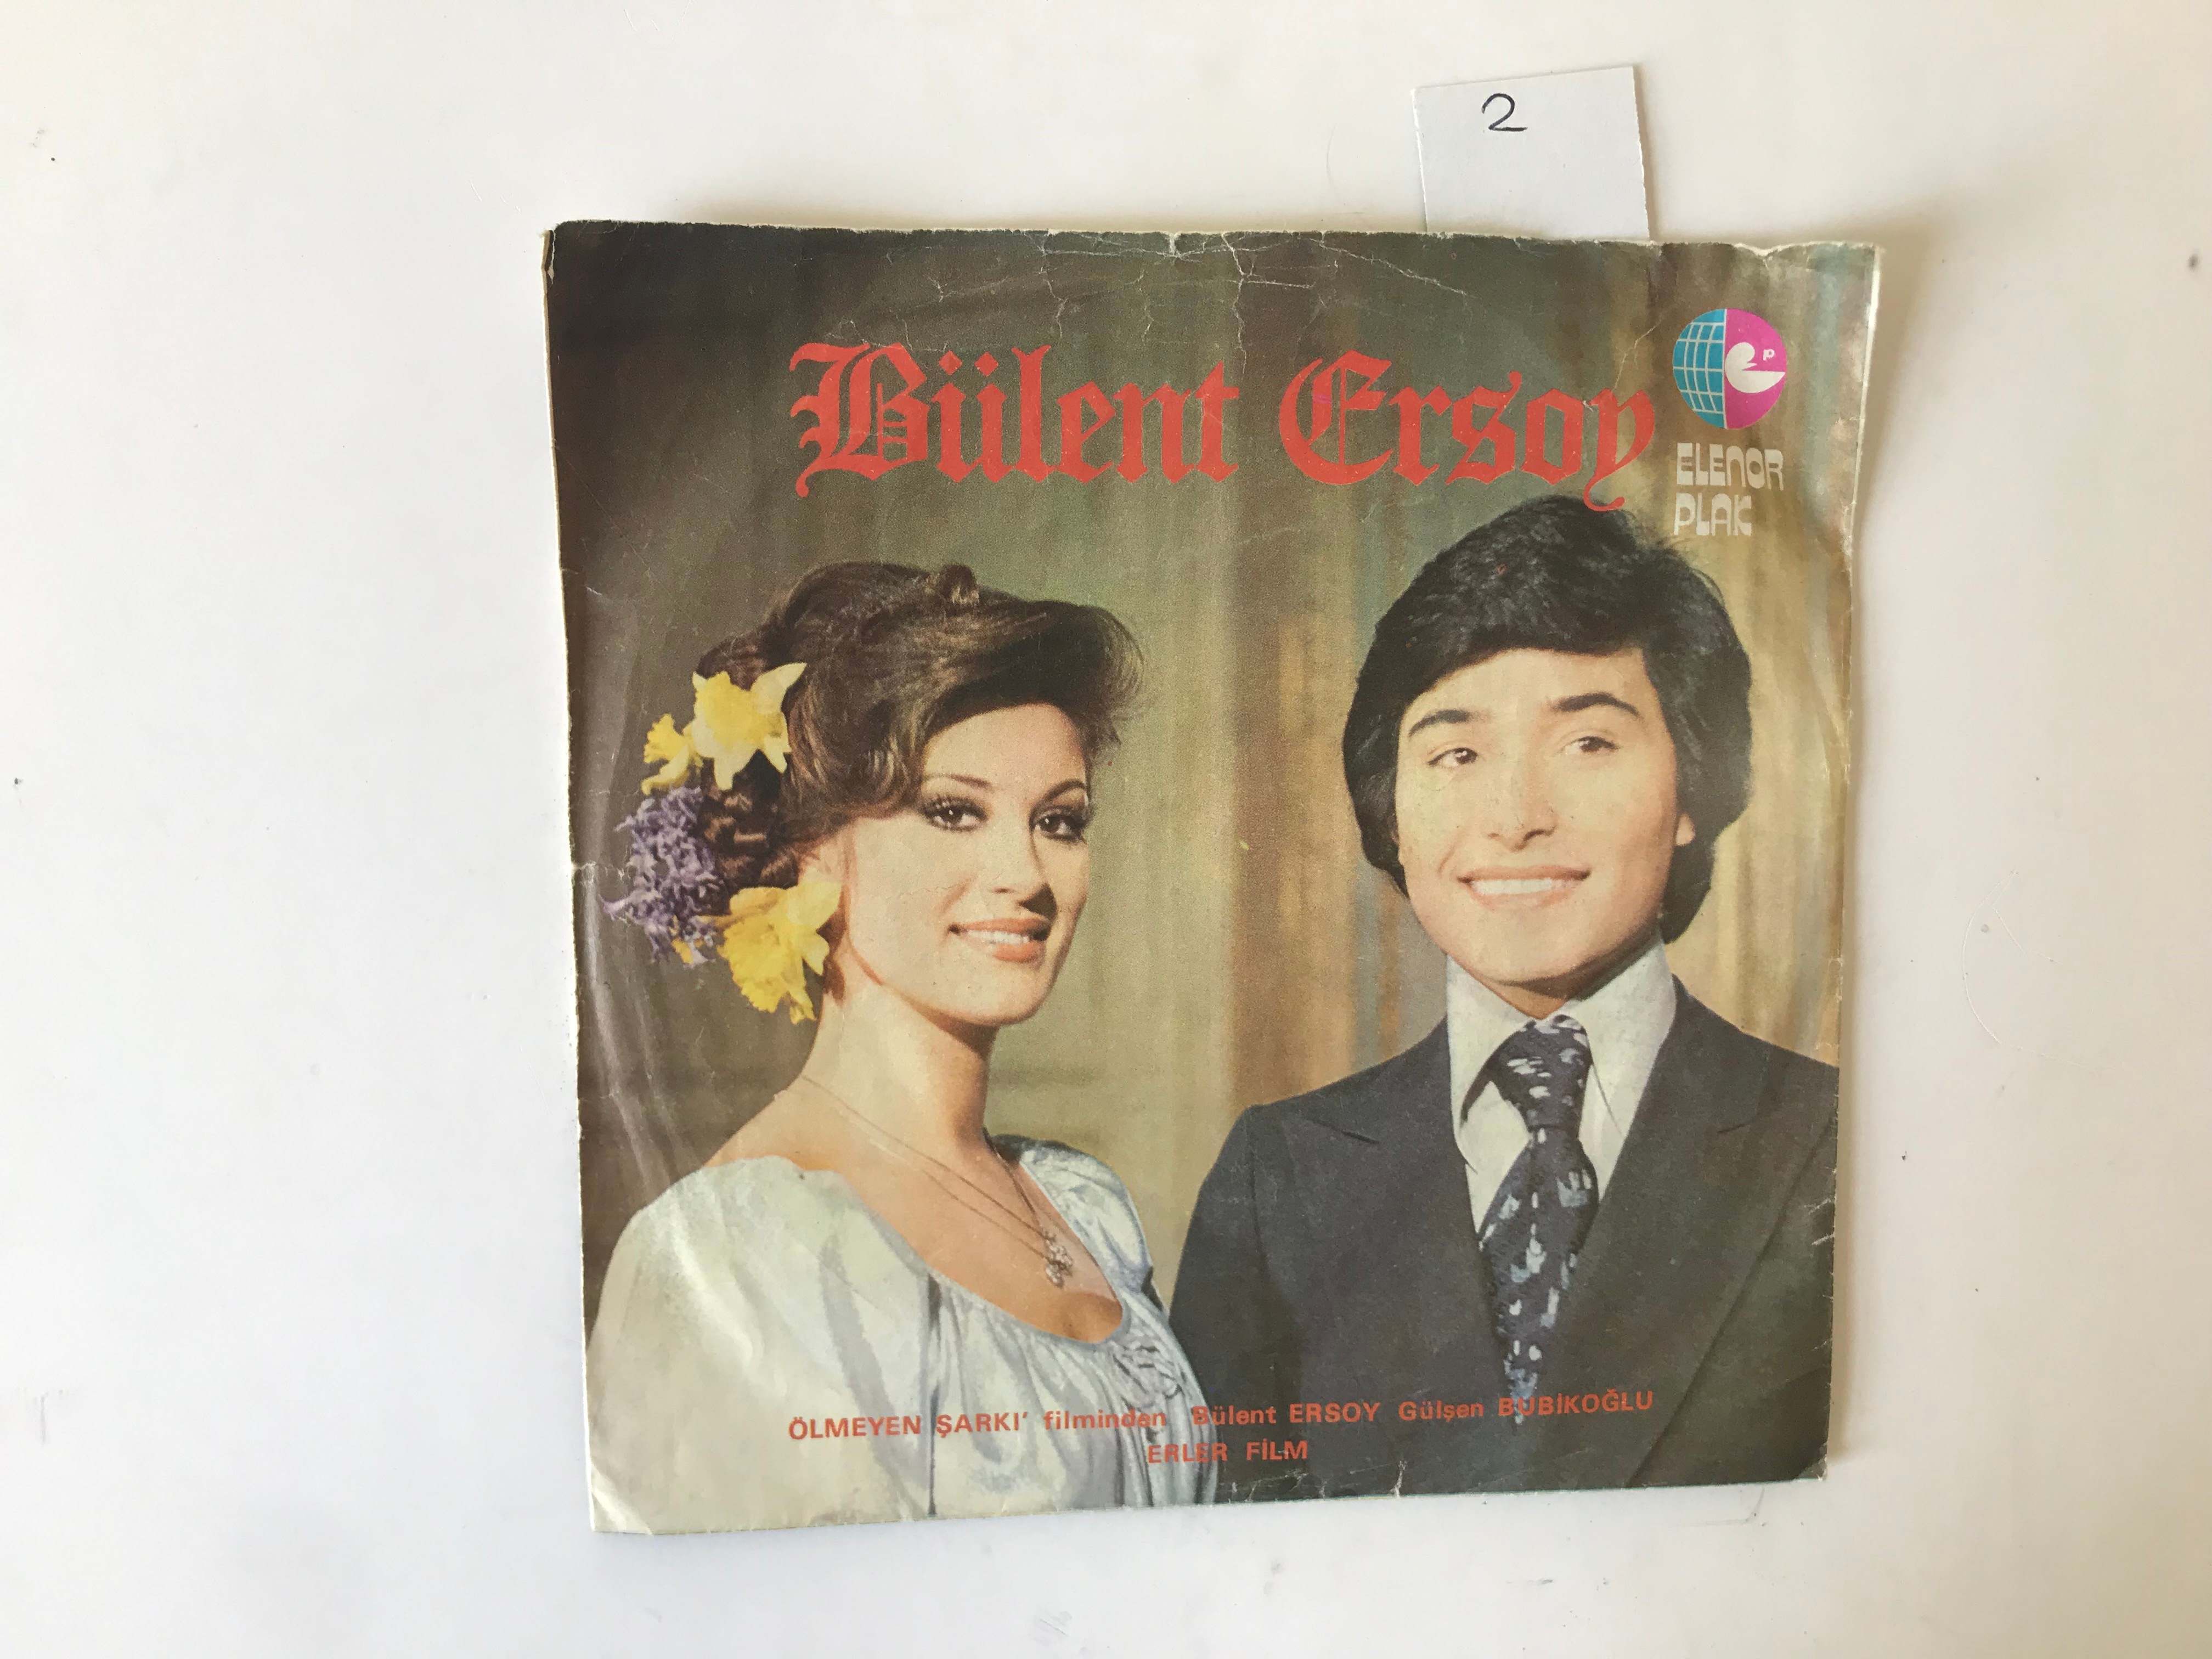 2
Bülent Ersoy
p
ELENOR
PLAK
ÖLMEYEN ŞARKI' filminden Bülent ERSOY Gülşen BUBİKOĞLU
ERLER FİLM